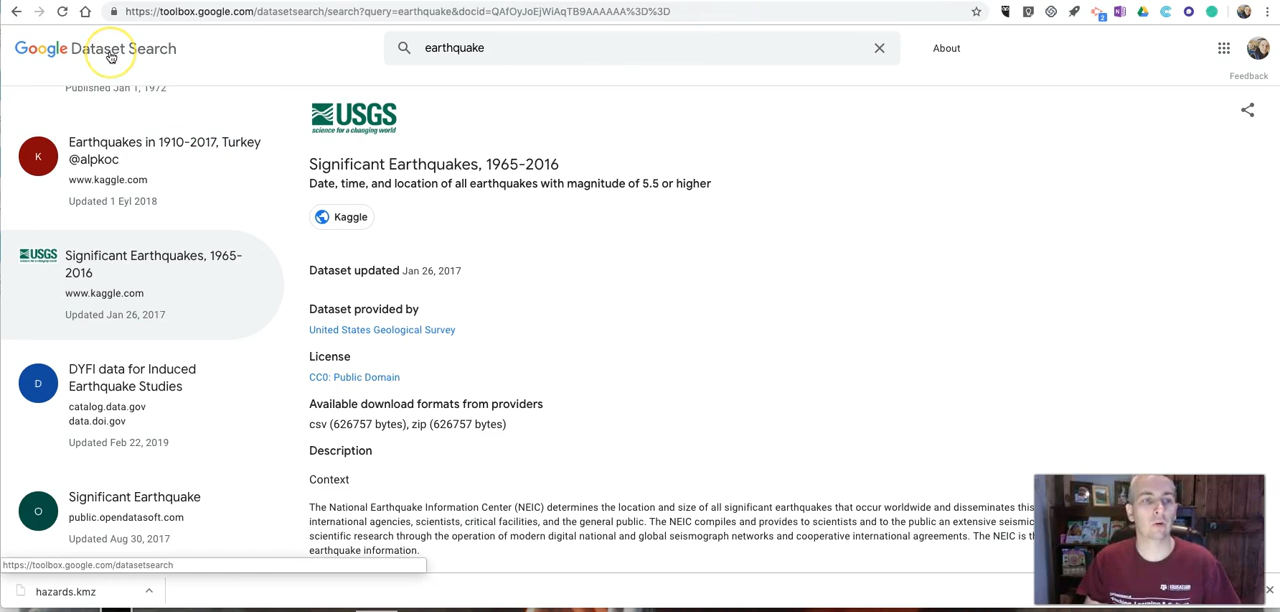 https://toolbox.google.com/datasetsearch/search?query=earthquake&docid=QAfOyJoEjWiAqTB9AAAAAA%3D%3D
Google Dataset Search
earthquake
About
Feedback
Published Jan 1, 1972
K
Earthquakes in 1910-2017, Turkey
@alpkoc
www.kaggle.com
Updated 1 Eyl 2018
USGS
Significant Earthquakes, 1965-
2016
www.kaggle.com
Updated Jan 26, 2017
D
DYFI data for Induced
Earthquake Studies
catalog.data.gov
data.doi.gov
Updated Feb 22, 2019
O
Significant Earthquake
public.opendatasoft.com
Updated Aug 30, 2017
USGS
science for a changing world
Significant Earthquakes, 1965-2016
Date, time, and location of all earthquakes with magnitude of 5.5 or higher
Kaggle
Dataset updated Jan 26, 2017
Dataset provided by
United States Geological Survey
License
CC0: Public Domain
Available download formats from providers
csv (626757 bytes), zip (626757 bytes)
Description
Context
The National Earthquake Information Center (NEIC) determines the location and size of all significant earthquakes that occur worldwide and disseminates this
international agencies, scientists, critical facilities, and the general public. The NEIC compiles and provides to scientists and to the public an extensive seismic
scientific research through the operation of modern digital national and global seismograph networks and cooperative international agreements. The NEIC is the
earthquake information.
https://toolbox.google.com/datasetsearch
hazards.kmz